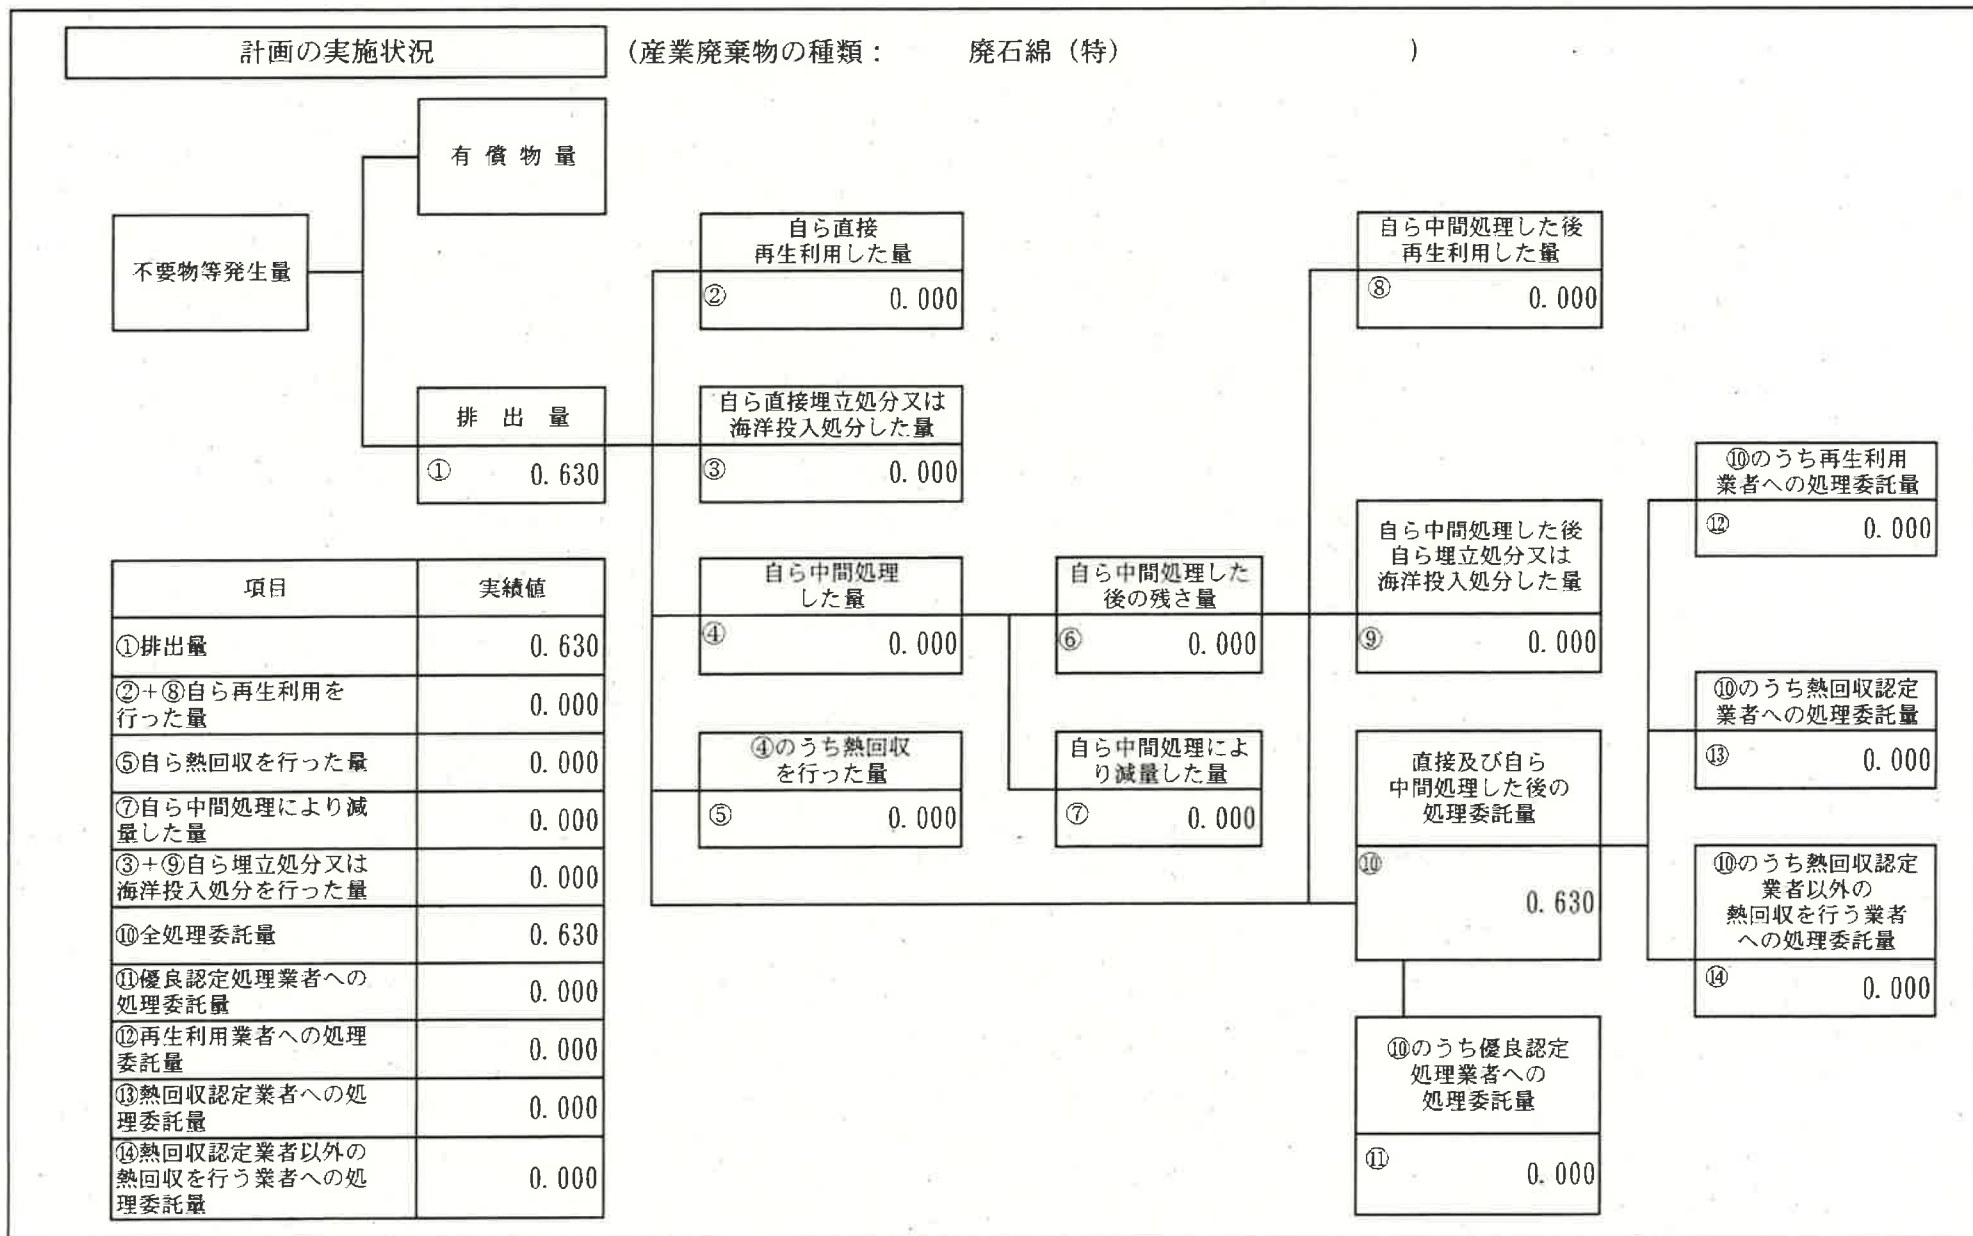 計画の実施状況
(産業廃棄物の種類： 廃石綿（特） )
有償物量
不要物等発生量
排出量
① 0.630
自ら直接
再生利用した量
② 0.000
自ら直接埋立処分又は
海洋投入処分した量
③ 0.000
自ら中間処理
した量
④ 0.000
④のうち熱回収
を行った量
⑤ 0.000
自ら中間処理した
後の残さ量
⑥ 0.000
自ら中間処理によ
り減量した量
⑦ 0.000
自ら中間処理した後
再生利用した量
⑧ 0.000
自ら中間処理した後
自ら埋立処分又は
海洋投入処分した量
⑨ 0.000
直接及び自ら
中間処理した後の
処理委託量
⑩
0.630
⑩のうち優良認定
処理業者への
処理委託量
⑪ 0.000
⑩のうち再生利用
業者への処理委託量
⑫ 0.000
⑩のうち熱回収認定
業者への処理委託量
⑬ 0.000
⑩のうち熱回収認定
業者以外の
熱回収を行う業者
への処理委託量
⑭ 0.000
項目 実績値
①排出量 0.630
②+⑧自ら再生利用を
行った量 0.000
⑤自ら熱回収を行った量 0.000
⑦自ら中間処理により減
量した量 0.000
③+⑨自ら埋立処分又は
海洋投入処分を行った量 0.000
⑩全処理委託量 0.630
⑪優良認定処理業者への
処理委託量 0.000
⑫再生利用業者への処理
委託量 0.000
⑬熱回収認定業者への処
理委託量 0.000
⑭熱回収認定業者以外の
熱回収を行う業者への処
理委託量 0.000